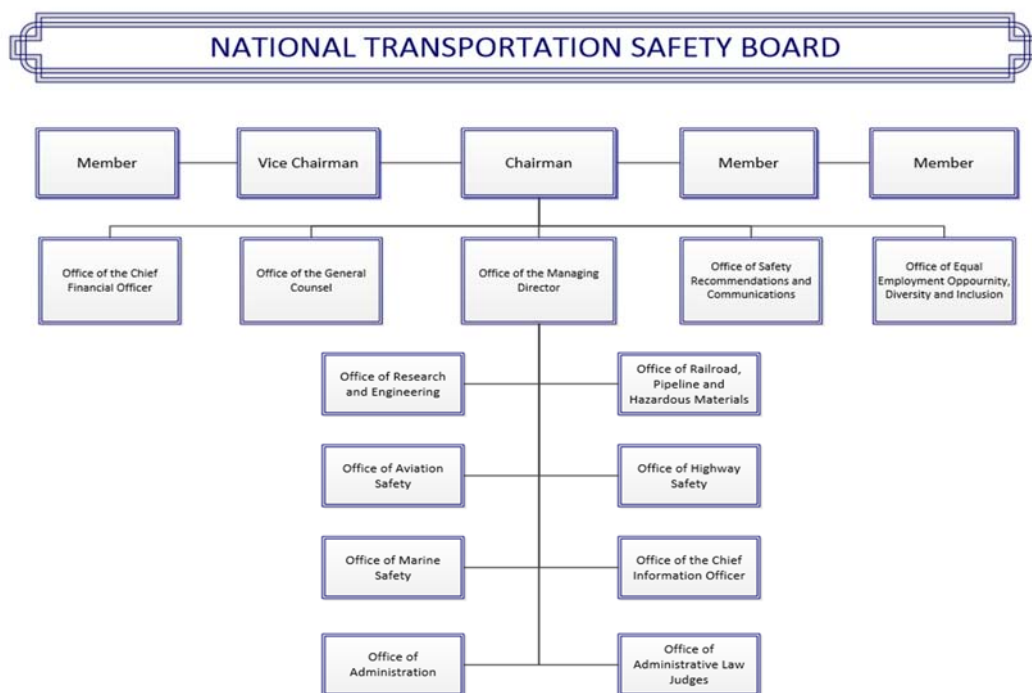 NATIONAL TRANSPORTATION SAFETY BOARD
Member
Vice Chairman
Chairman
Member
Member
Office of the Chief
Financial Officer
Office of the General
Counsel
Office of the Managing
Director
Office of Safety
Recommendations and
Communications
Office of Equal
Employment Oppournity,
Diversity and Inclusion
Office of Research
and Engineering
Office of Railroad,
Pipeline and
Hazardous Materials
Office of Aviation
Safety
Office of Highway
Safety
Office of Marine
Safety
Office of the Chief
Information Officer
Office of
Administration
Office of
Administrative Law
Judges